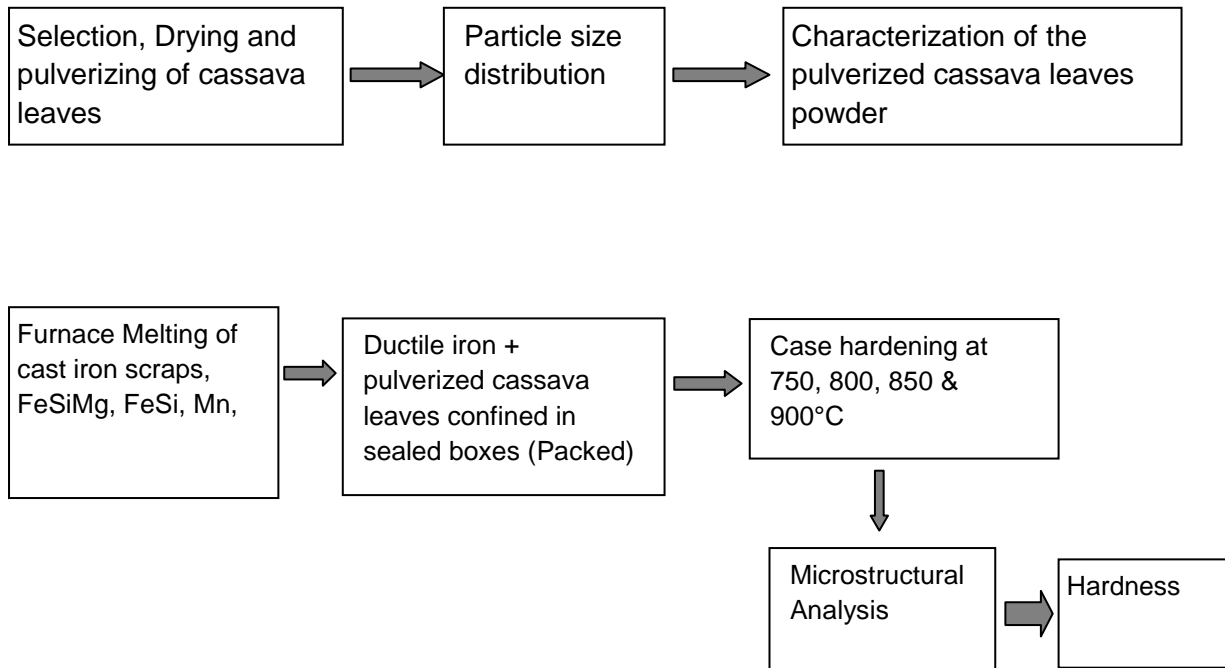 Selection, Drying and
pulverizing of cassava
leaves
Particle size
distribution
Characterization of the
pulverized cassava leaves
powder
Furnace Melting of
cast iron scraps,
FeSiMg, FeSi, Mn,
Ductile iron +
pulverized cassava
leaves confined in
sealed boxes (Packed)
Case hardening at
750, 800, 850 &
900°C
Microstructural
Analysis
Hardness